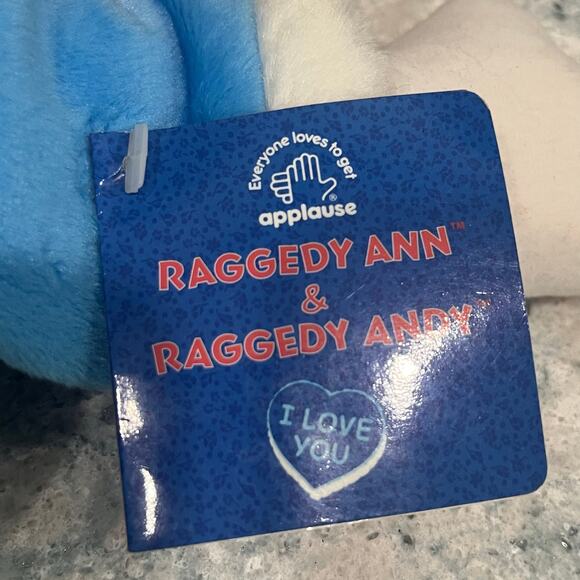 Everyone loves to get
®
applause
RAGGEDY ANN™
&
RAGGEDY ANDY™
I LOVE
YOU